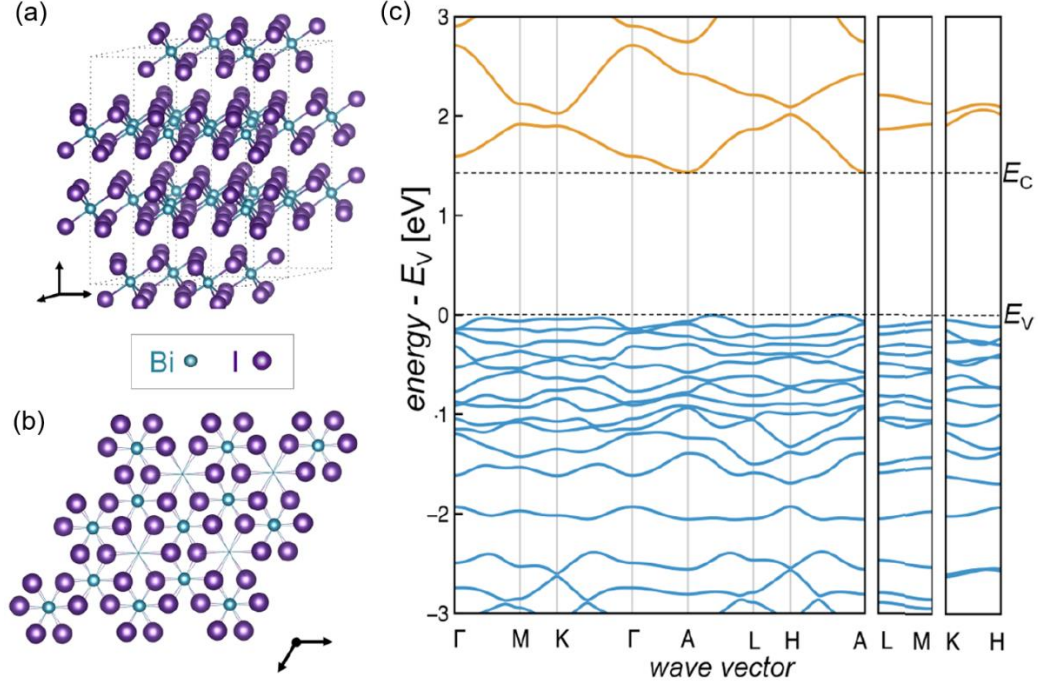 (a)
Bi I
(b)
(c)
energy - E_V [eV]
3
2
1
0
-1
-2
-3
E_C
E_V
Γ M K Γ A L H A L M K H
wave vector